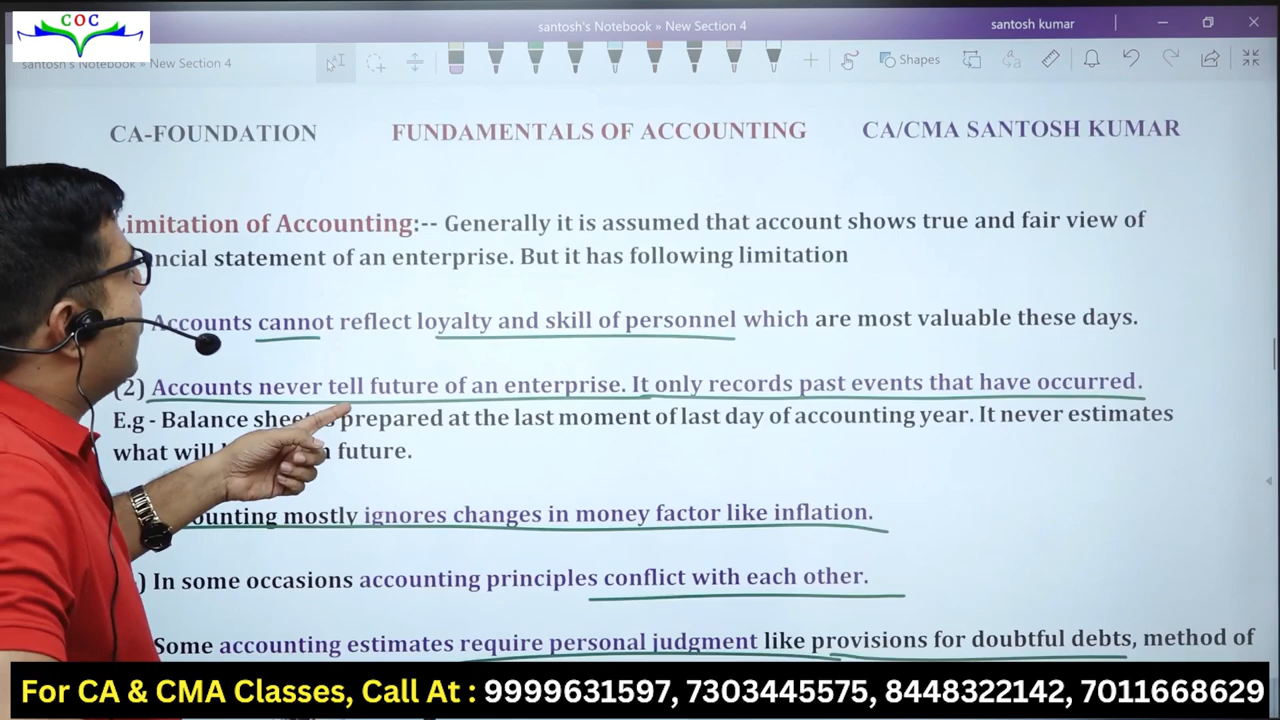 COC
santosh's Notebook » New Section 4
santosh kumar
santosh's Notebook » New Section 4
Shapes
CA-FOUNDATION FUNDAMENTALS OF ACCOUNTING CA/CMA SANTOSH KUMAR
Limitation of Accounting:-- Generally it is assumed that account shows true and fair view of
ncial statement of an enterprise. But it has following limitation
Accounts cannot reflect loyalty and skill of personnel which are most valuable these days.
(2) Accounts never tell future of an enterprise. It only records past events that have occurred.
E.g - Balance sheet prepared at the last moment of last day of accounting year. It never estimates
what will future.
ounting mostly ignores changes in money factor like inflation.
) In some occasions accounting principles conflict with each other.
Some accounting estimates require personal judgment like provisions for doubtful debts, method of
For CA & CMA Classes, Call At : 9999631597, 7303445575, 8448322142, 7011668629